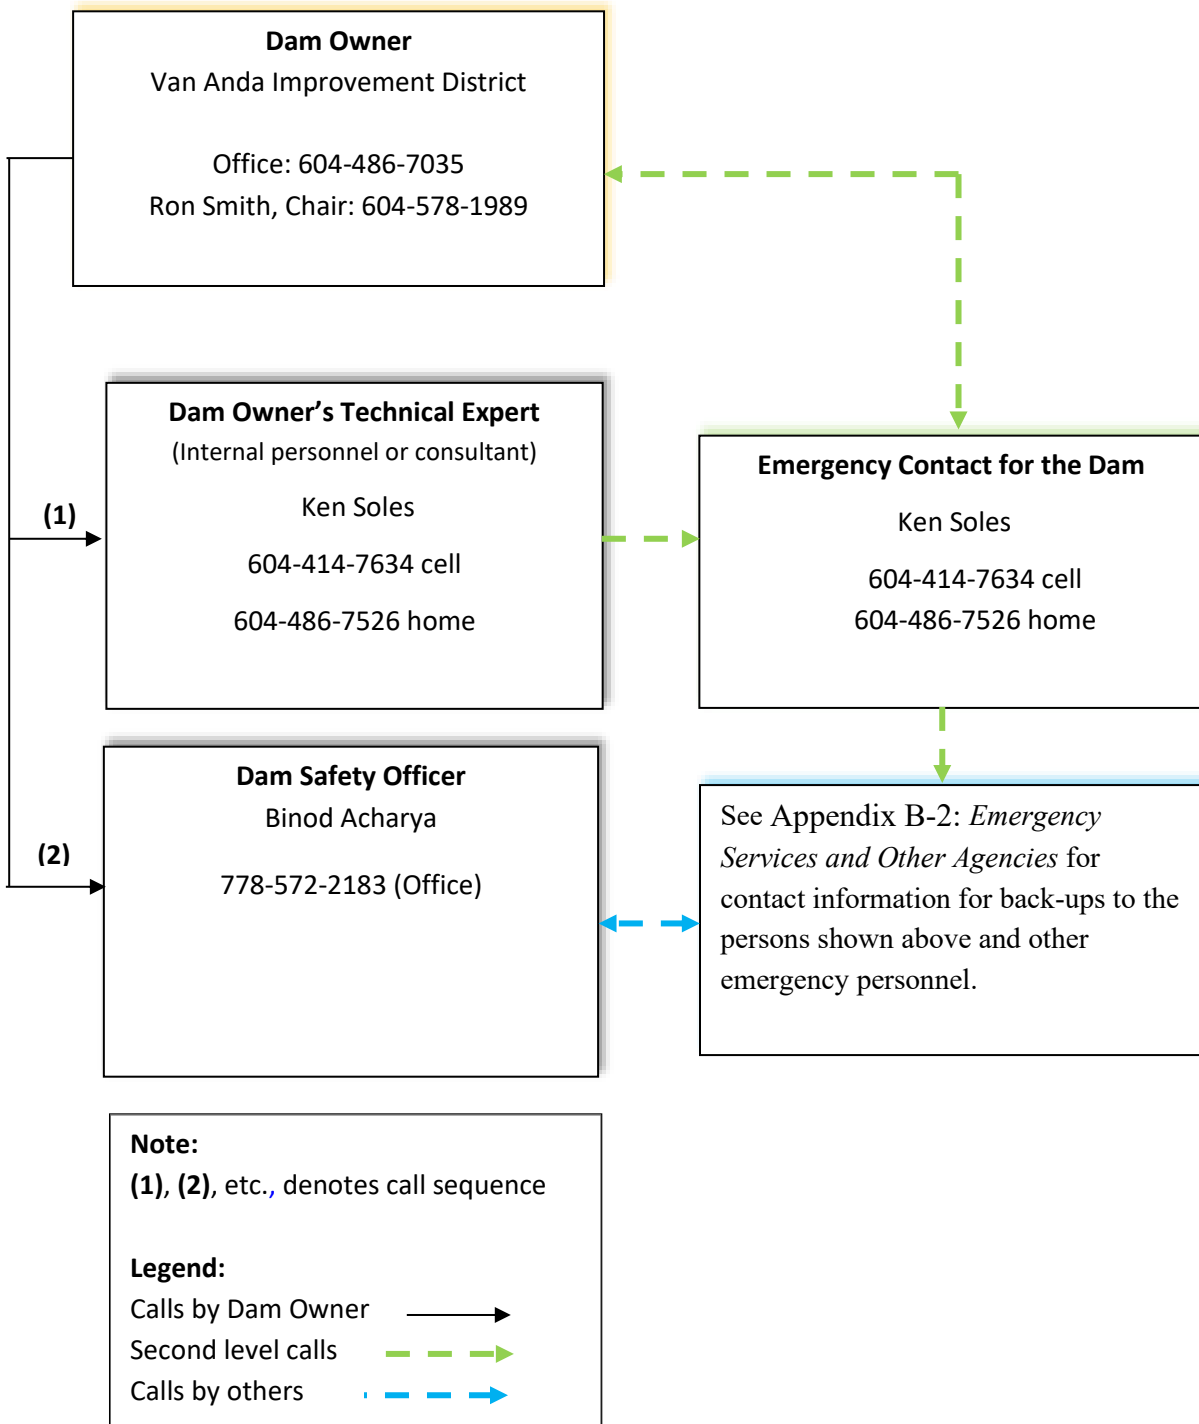 Dam Owner
Van Anda Improvement District
Office: 604-486-7035
Ron Smith, Chair: 604-578-1989
Dam Owner’s Technical Expert
(Internal personnel or consultant)
Ken Soles
604-414-7634 cell
604-486-7526 home
(1)
Emergency Contact for the Dam
Ken Soles
604-414-7634 cell
604-486-7526 home
Dam Safety Officer
Binod Acharya
778-572-2183 (Office)
(2)
See Appendix B-2: Emergency
Services and Other Agencies for
contact information for back-ups to the
persons shown above and other
emergency personnel.
Note:
(1), (2), etc., denotes call sequence
Legend:
Calls by Dam Owner
Second level calls
Calls by others